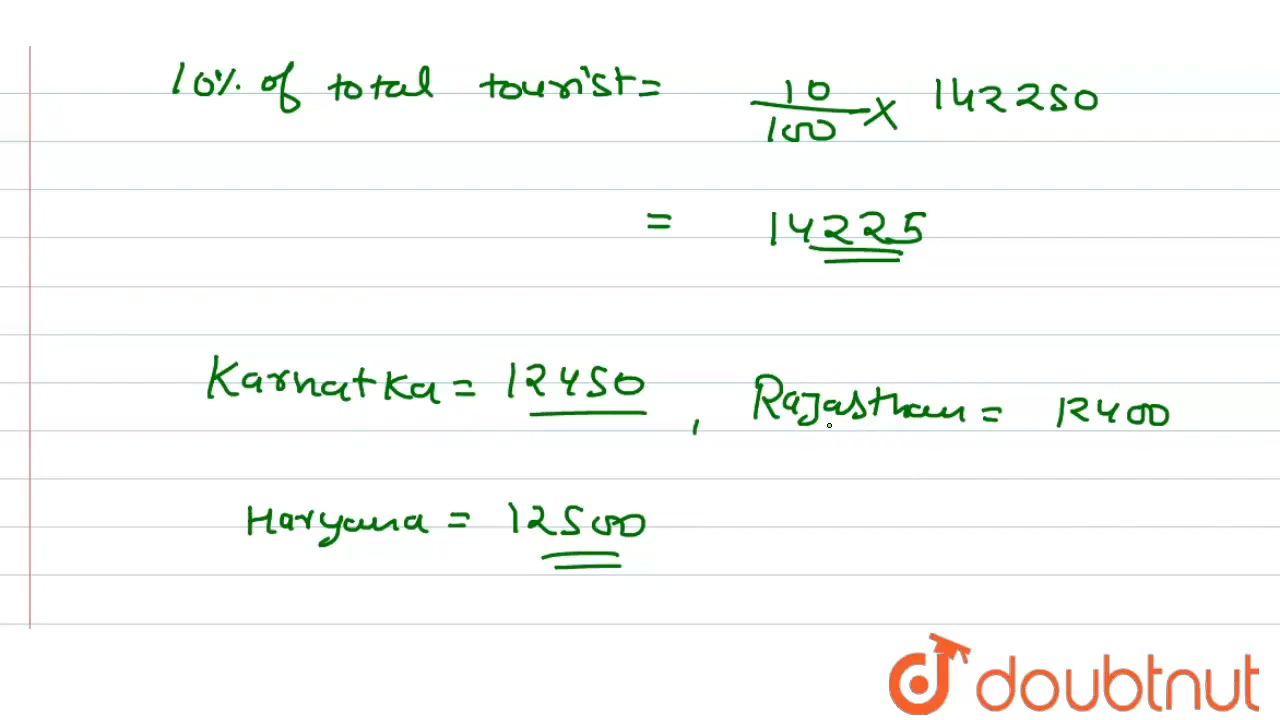 10% of total tourist = 10/100 × 142250
= 14225
Karnatka = 12450 , Rajasthan = 12400
Haryana = 12500
doubtnut